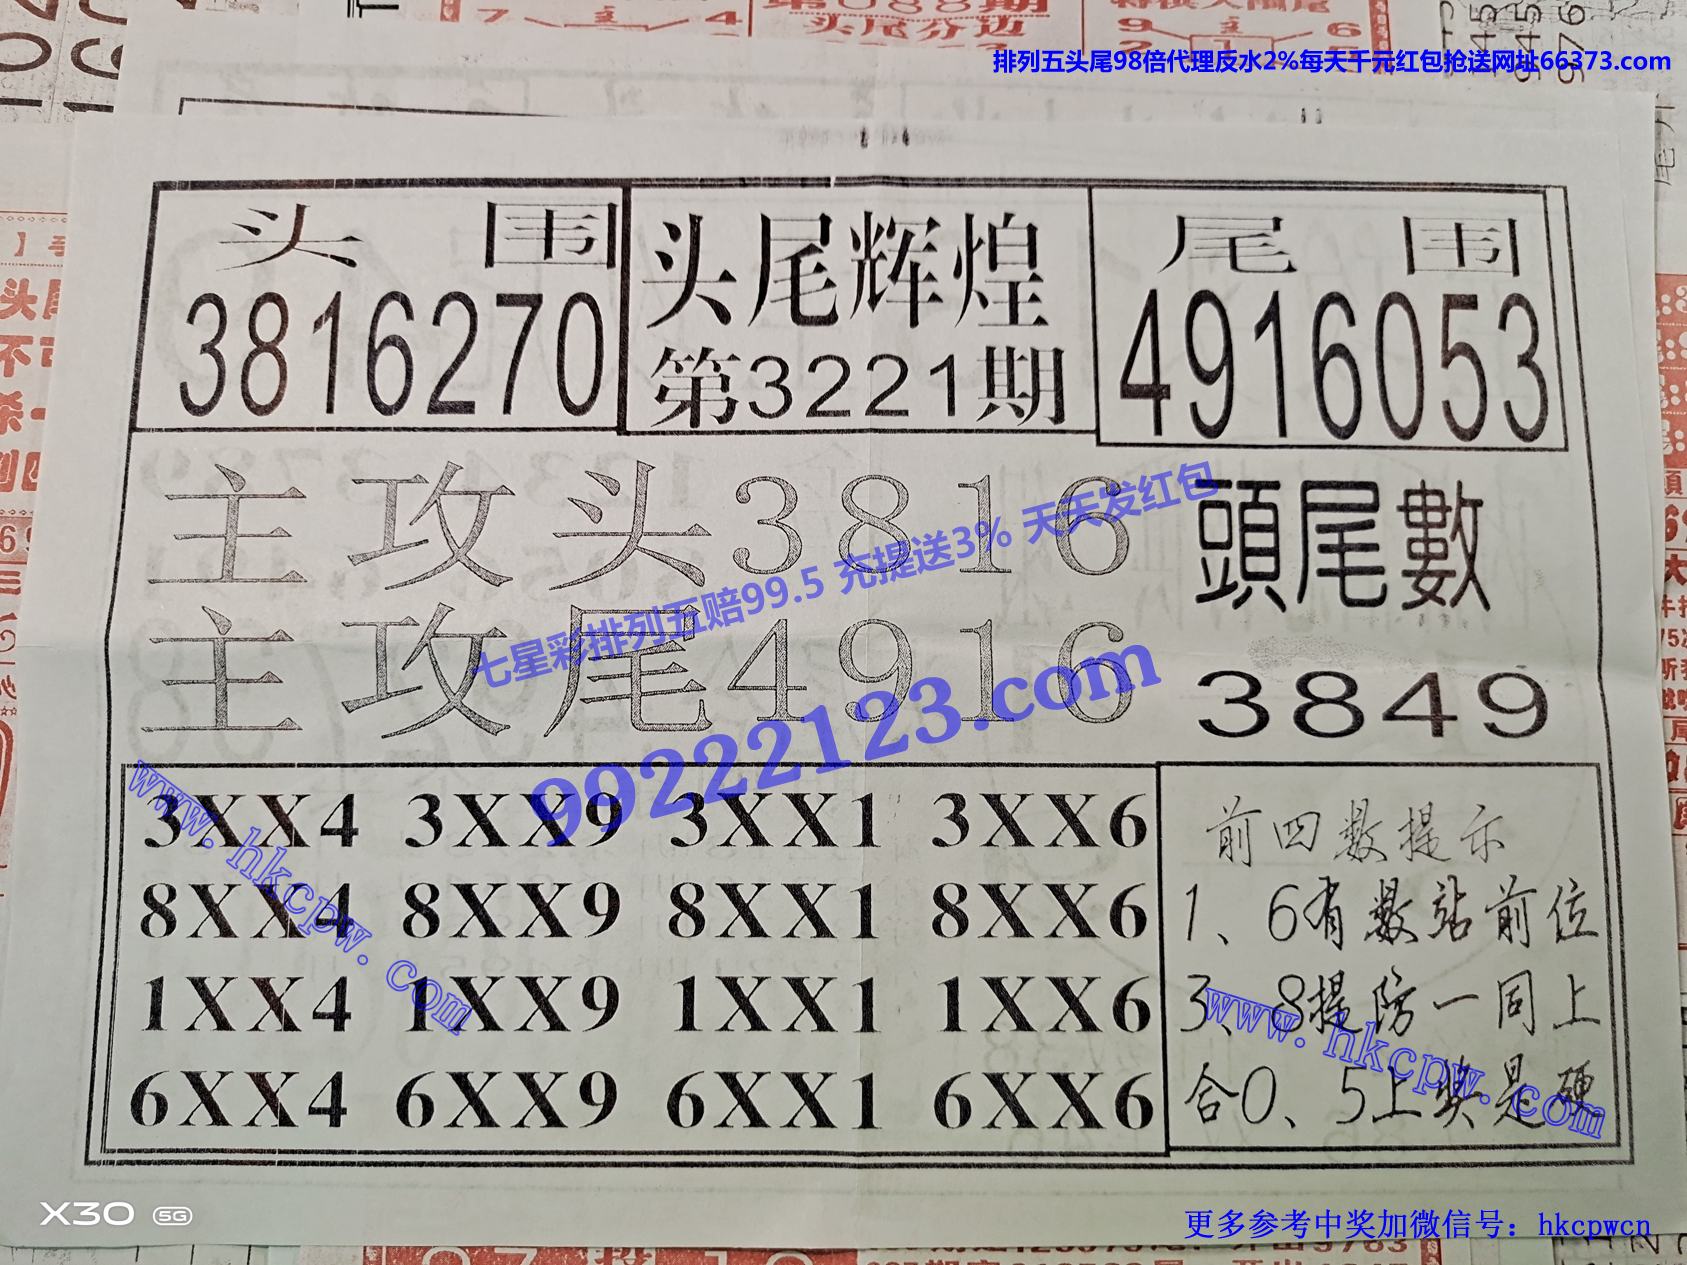 排列五头尾98倍代理反水2%每天千元红包抢送网址66373.com
头围
3816270
头尾辉煌
第3221期
尾围
4916053
主攻头3816
主攻尾4916
頭尾數
3849
七星彩排列五赔99.5 充提送3% 天天发红包
99222123.com
3XX4 3XX9 3XX1 3XX6
8XX4 8XX9 8XX1 8XX6
1XX4 1XX9 1XX1 1XX6
6XX4 6XX9 6XX1 6XX6
www.hkcpw.com
前四数提示
1、6有数站前位
3、8提防一同上
合0、5上奖是硬
www.hkcpw.com
X30 5G
更多参考中奖加微信号：hkcpwcn